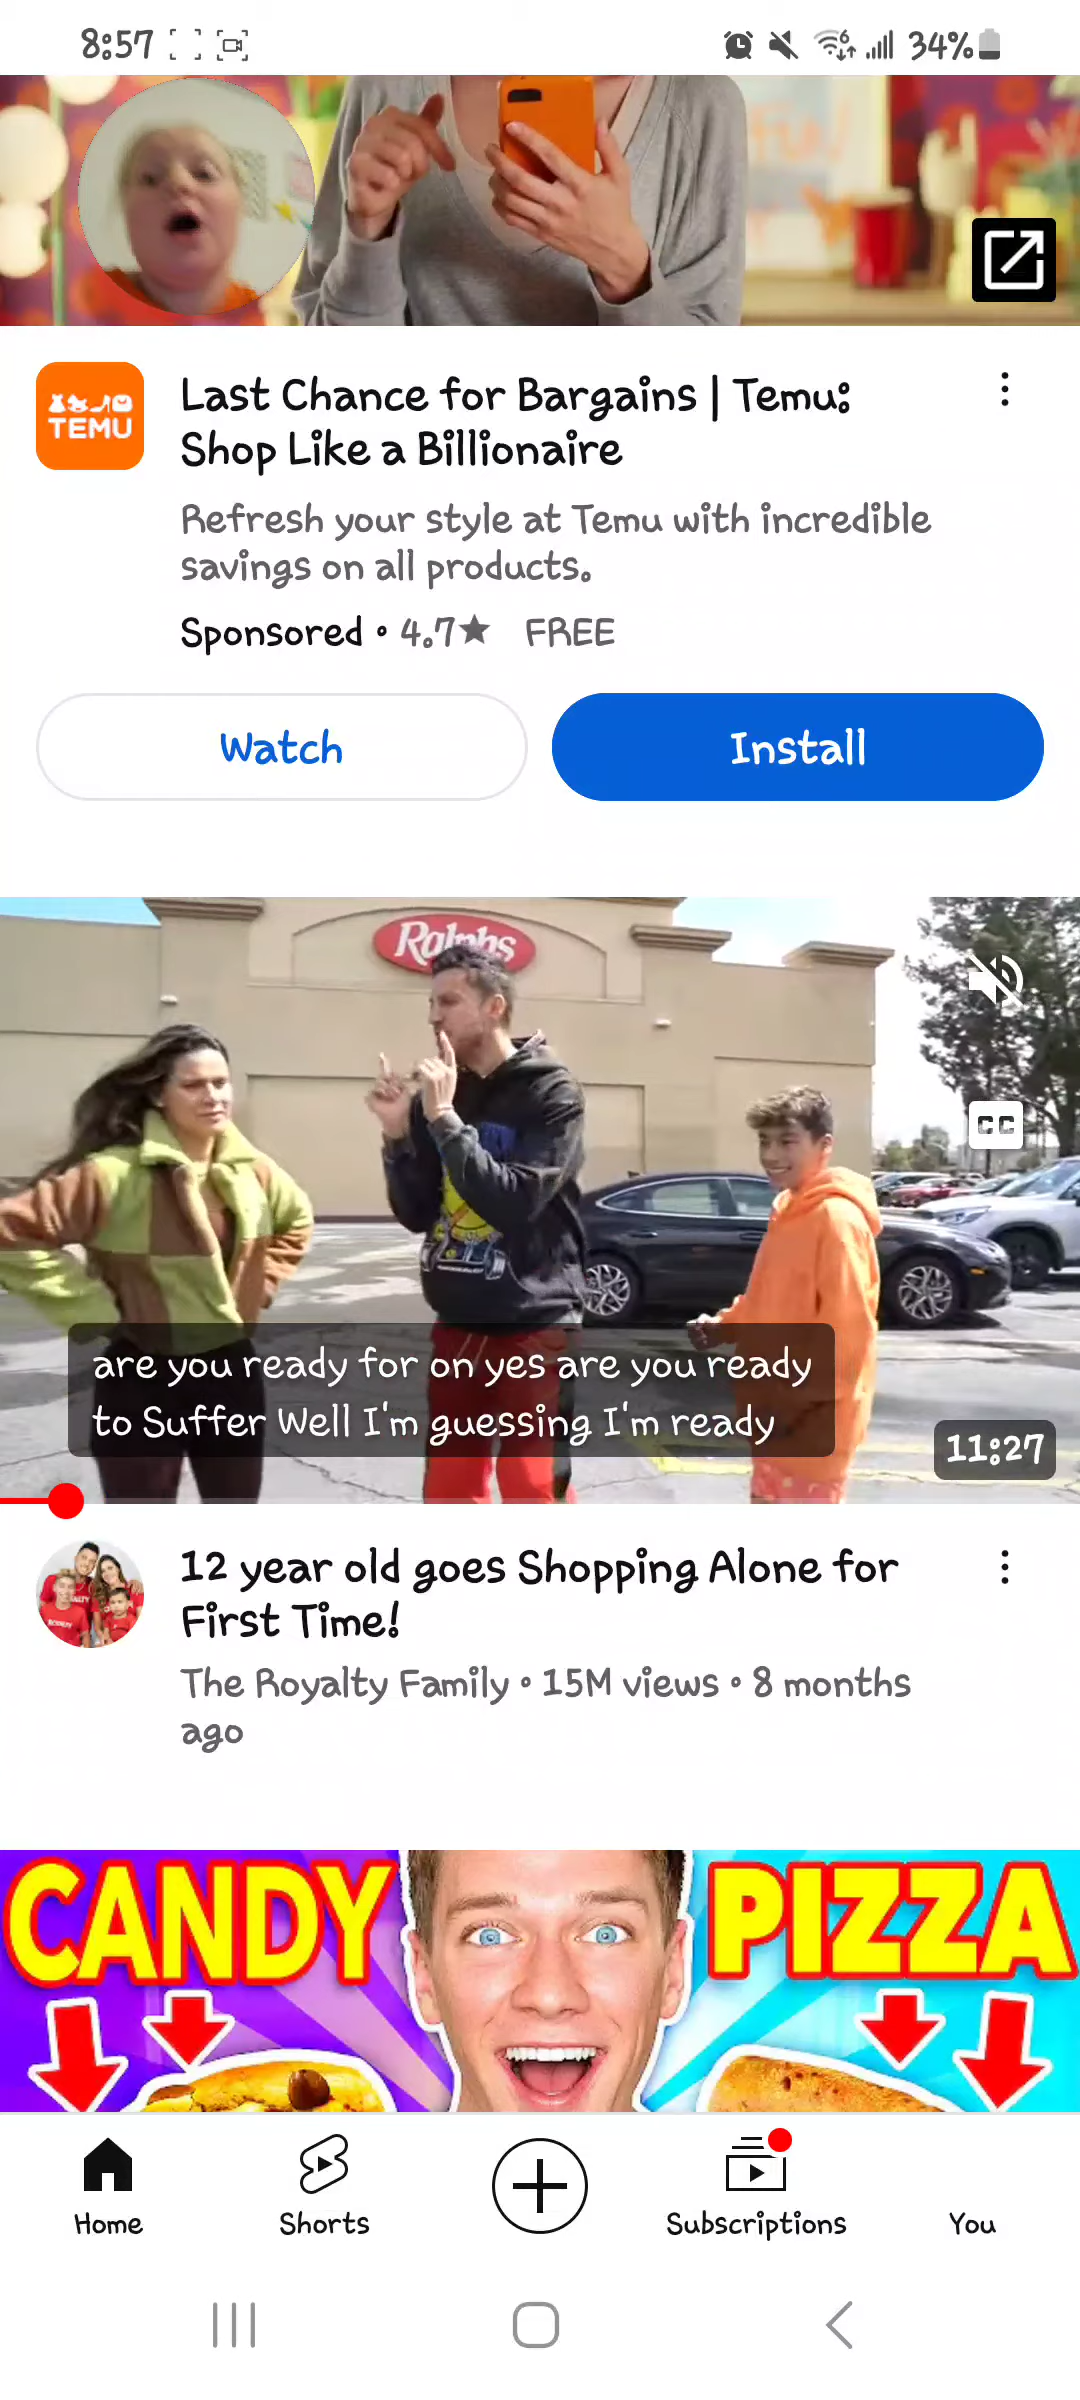 8:57
6
34%
TEMU
Last Chance for Bargains | Temu:
Shop Like a Billionaire
Refresh your style at Temu with incredible
savings on all products.
Sponsored • 4.7★ FREE
Watch
Install
Ralphs
CC
are you ready for on yes are you ready
to Suffer Well I'm guessing I'm ready
11:27
12 year old goes Shopping Alone for
First Time!
The Royalty Family • 15M views • 8 months
ago
CANDY
PIZZA
Home
Shorts
Subscriptions
You